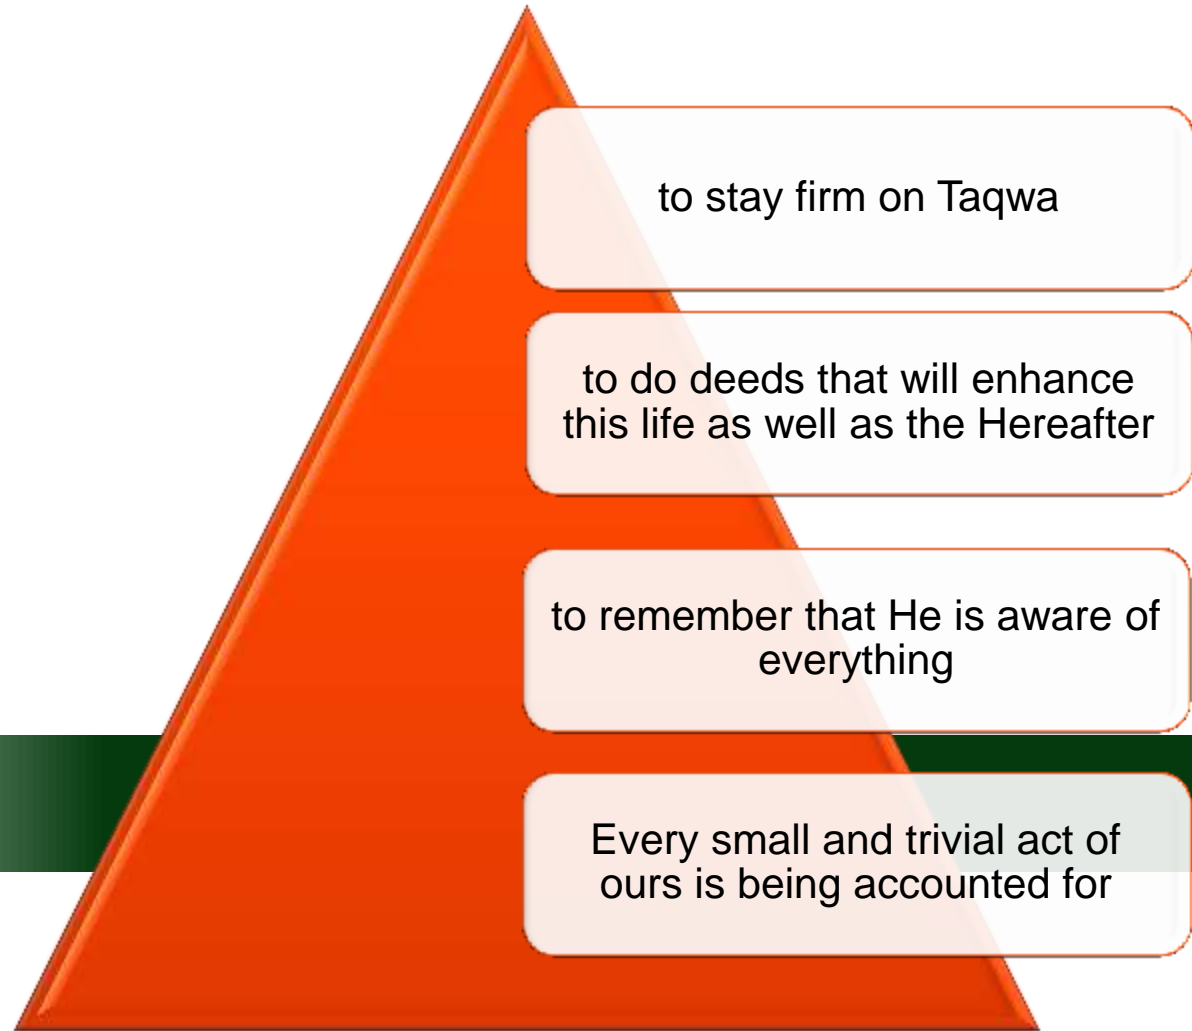 to stay firm on Taqwa
to do deeds that will enhance
this life as well as the Hereafter
to remember that He is aware of
everything
Every small and trivial act of
ours is being accounted for